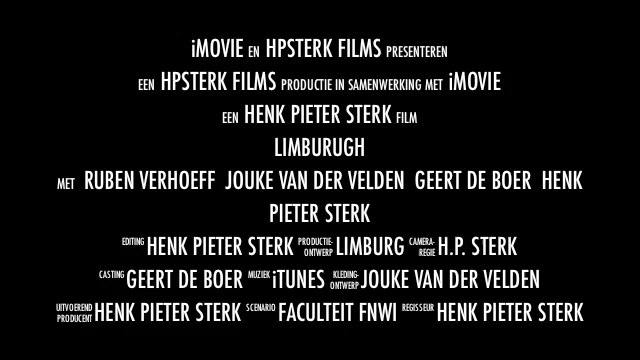 iMOVIE EN HPSTERK FILMS PRESENTEREN
EEN HPSTERK FILMS PRODUCTIE IN SAMENWERKING MET iMOVIE
EEN HENK PIETER STERK FILM
LIMBURUGH
MET RUBEN VERHOEFF JOUKE VAN DER VELDEN GEERT DE BOER HENK
PIETER STERK
EDITING HENK PIETER STERK PRODUCTIE-ONTWERP LIMBURG CAMERA-REGIE H.P. STERK
CASTING GEERT DE BOER MUZIEK iTUNES KLEDING-ONTWERP JOUKE VAN DER VELDEN
UITVOEREND PRODUCENT HENK PIETER STERK SCENARIO FACULTEIT FNWI REGISSEUR HENK PIETER STERK